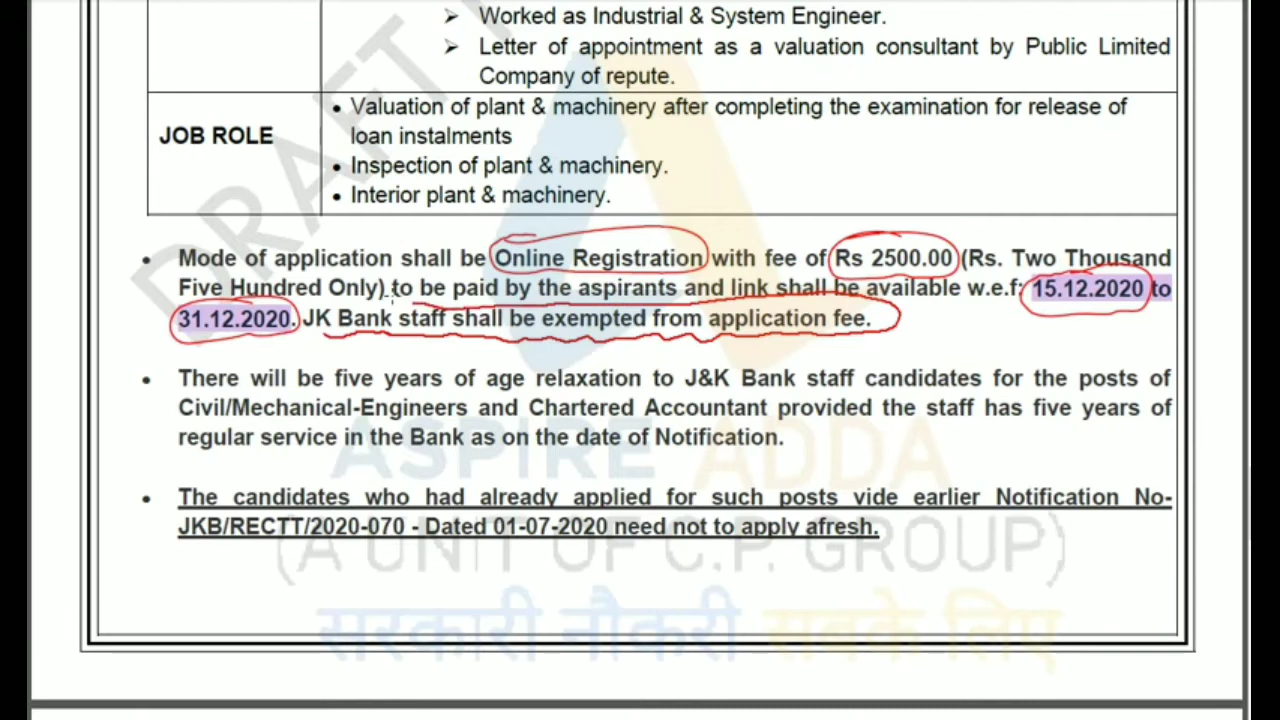 ➢ Worked as Industrial & System Engineer.
➢ Letter of appointment as a valuation consultant by Public Limited
Company of repute.
JOB ROLE
• Valuation of plant & machinery after completing the examination for release of
loan instalments
• Inspection of plant & machinery.
• Interior plant & machinery.
• Mode of application shall be Online Registration with fee of Rs 2500.00 (Rs. Two Thousand
Five Hundred Only) to be paid by the aspirants and link shall be available w.e.f: 15.12.2020 to
31.12.2020. JK Bank staff shall be exempted from application fee.
• There will be five years of age relaxation to J&K Bank staff candidates for the posts of
Civil/Mechanical-Engineers and Chartered Accountant provided the staff has five years of
regular service in the Bank as on the date of Notification.
• The candidates who had already applied for such posts vide earlier Notification No-
JKB/RECTT/2020-070 - Dated 01-07-2020 need not to apply afresh.
DRAFT
ASPIRE ADDA
(A UNIT OF C.P. GROUP)
सरकारी नौकरी सबके लिए